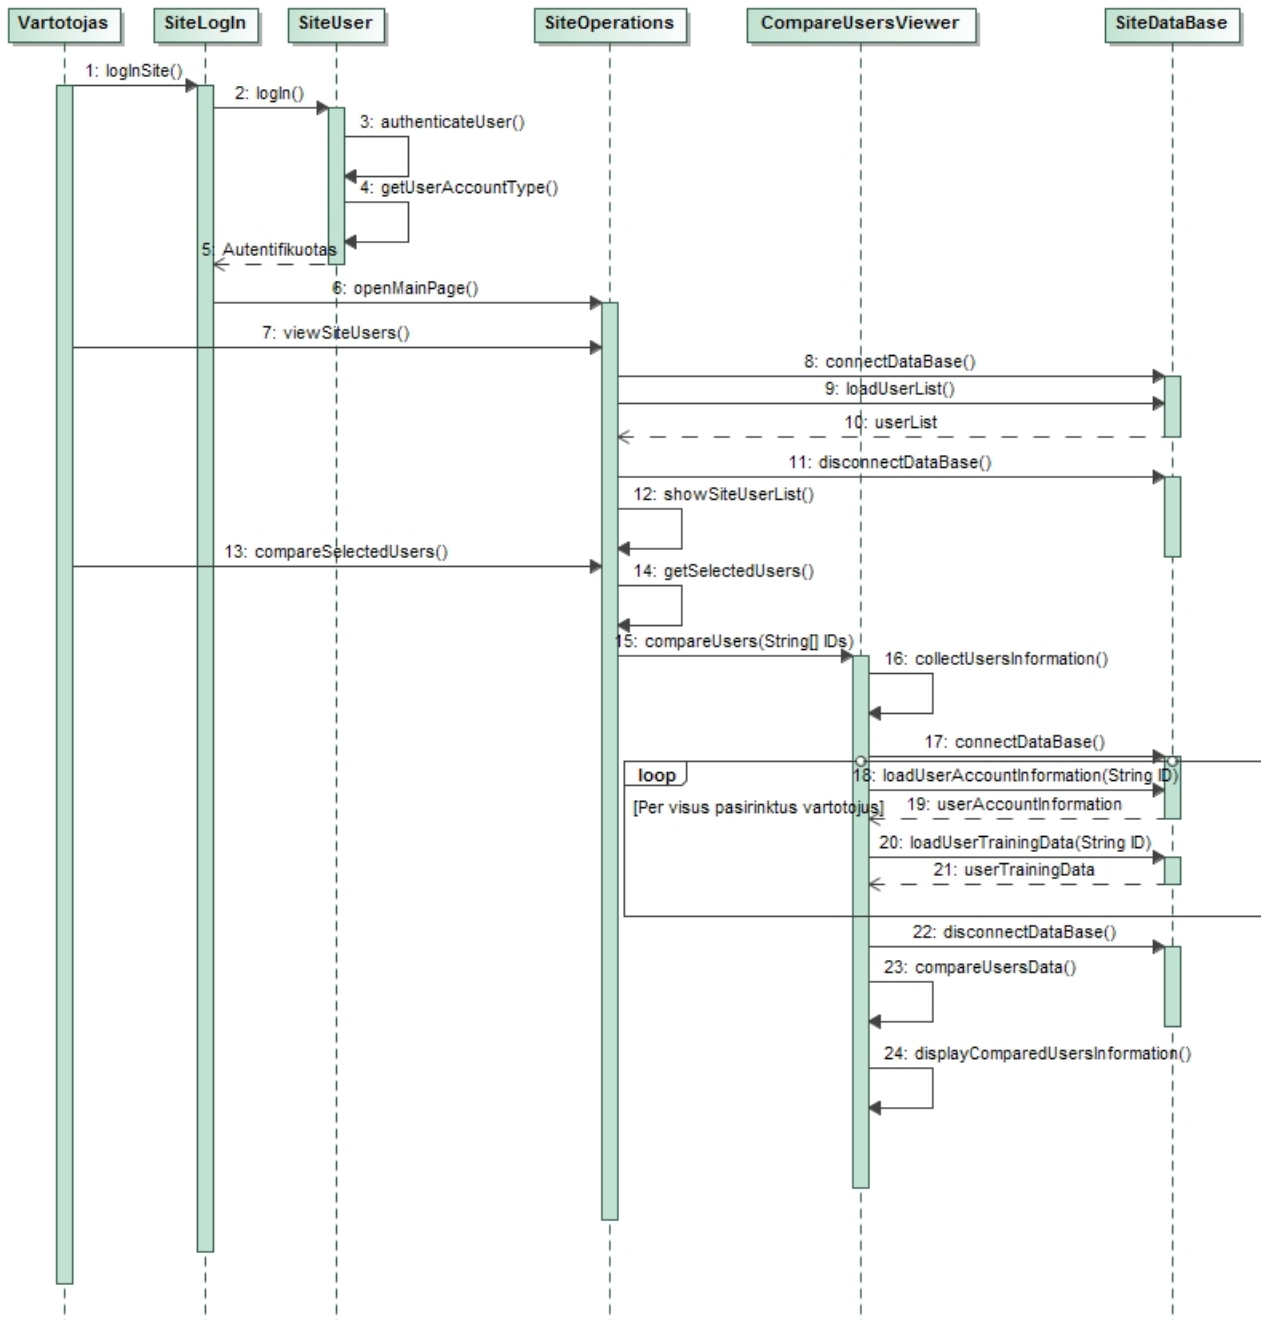 Vartotojas
SiteLogIn
SiteUser
SiteOperations
CompareUsersViewer
SiteDataBase
1: logInSite()
2: logIn()
3: authenticateUser()
4: getUserAccountType()
5: Autentifikuotas
6: openMainPage()
7: viewSiteUsers()
8: connectDataBase()
9: loadUserList()
10: userList
11: disconnectDataBase()
12: showSiteUserList()
13: compareSelectedUsers()
14: getSelectedUsers()
15: compareUsers(String[] IDs)
16: collectUsersInformation()
17: connectDataBase()
loop
18: loadUserAccountInformation(String ID)
[Per visus pasirinktus vartotojus]
19: userAccountInformation
20: loadUserTrainingData(String ID)
21: userTrainingData
22: disconnectDataBase()
23: compareUsersData()
24: displayComparedUsersInformation()